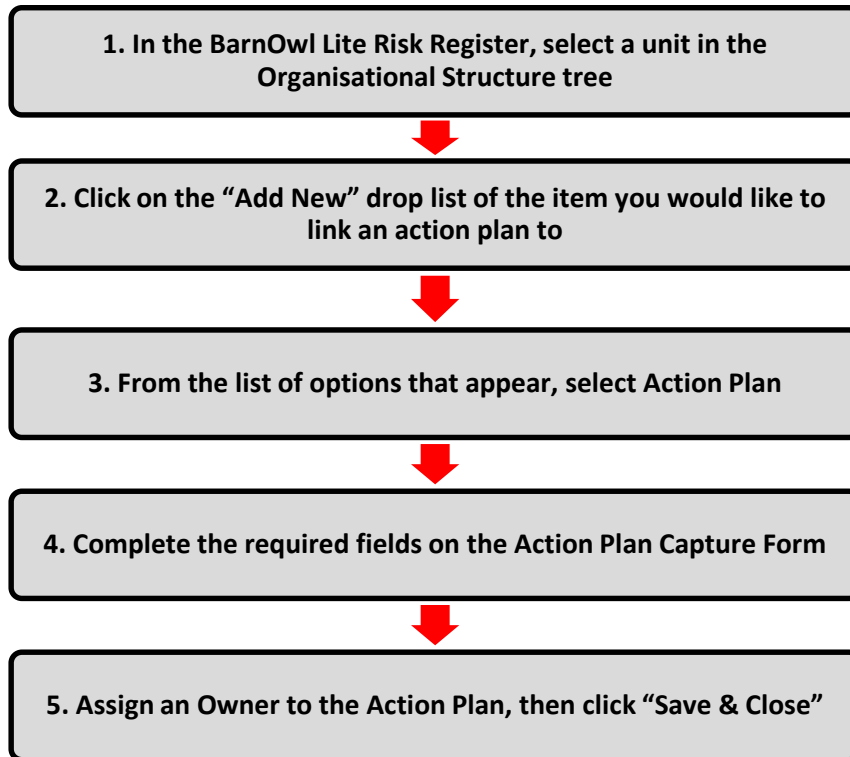 1. In the BarnOwl Lite Risk Register, select a unit in the
Organisational Structure tree
2. Click on the “Add New” drop list of the item you would like to
link an action plan to
3. From the list of options that appear, select Action Plan
4. Complete the required fields on the Action Plan Capture Form
5. Assign an Owner to the Action Plan, then click “Save & Close”